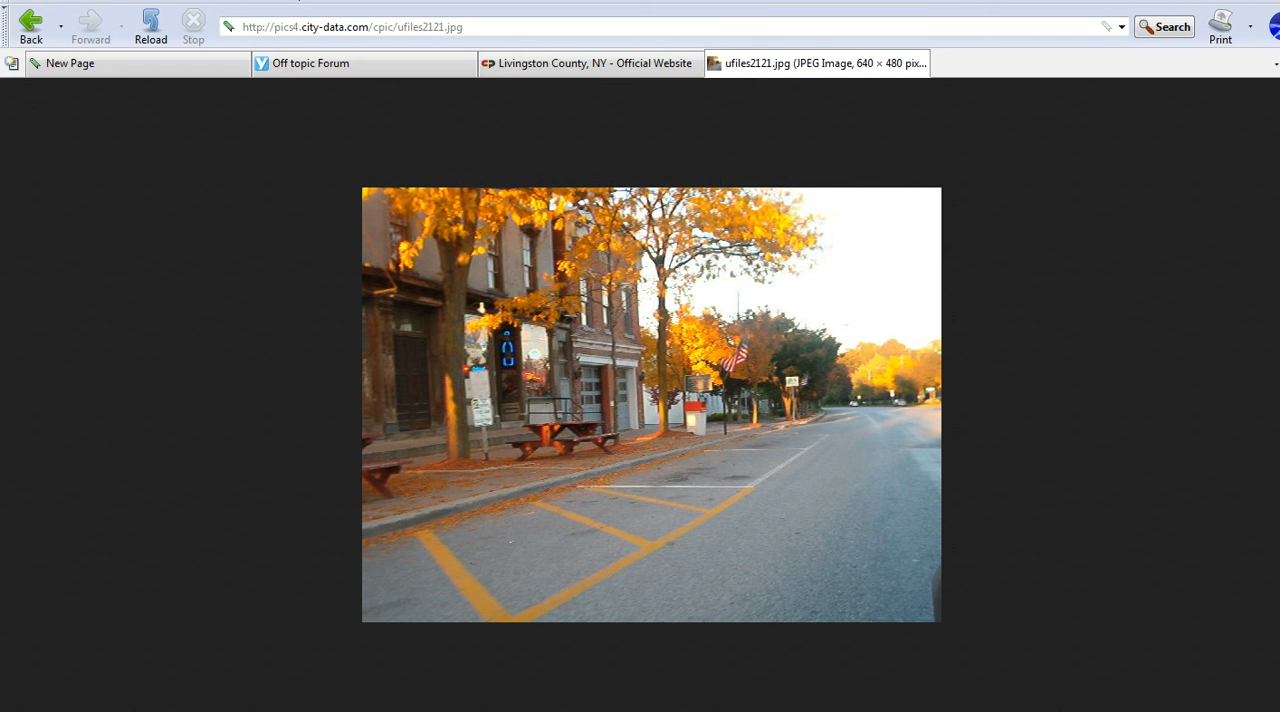 Back
Forward
Reload
Stop
http://pics4.city-data.com/cpic/ufiles2121.jpg
Search
Print
New Page
Off topic Forum
Livingston County, NY - Official Website
ufiles2121.jpg (JPEG Image, 640 × 480 pix...